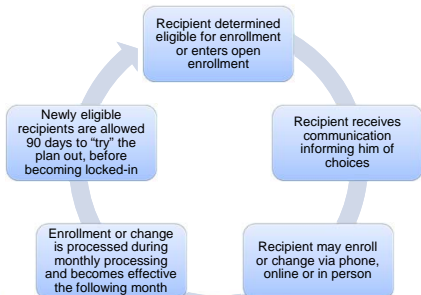 Recipient determined
eligible for enrollment
or enters open
enrollment
Recipient receives
communication
informing him of
choices
Recipient may enroll
or change via phone,
online or in person
Enrollment or change
is processed during
monthly processing
and becomes effective
the following month
Newly eligible
recipients are allowed
90 days to “try” the
plan out, before
becoming locked-in